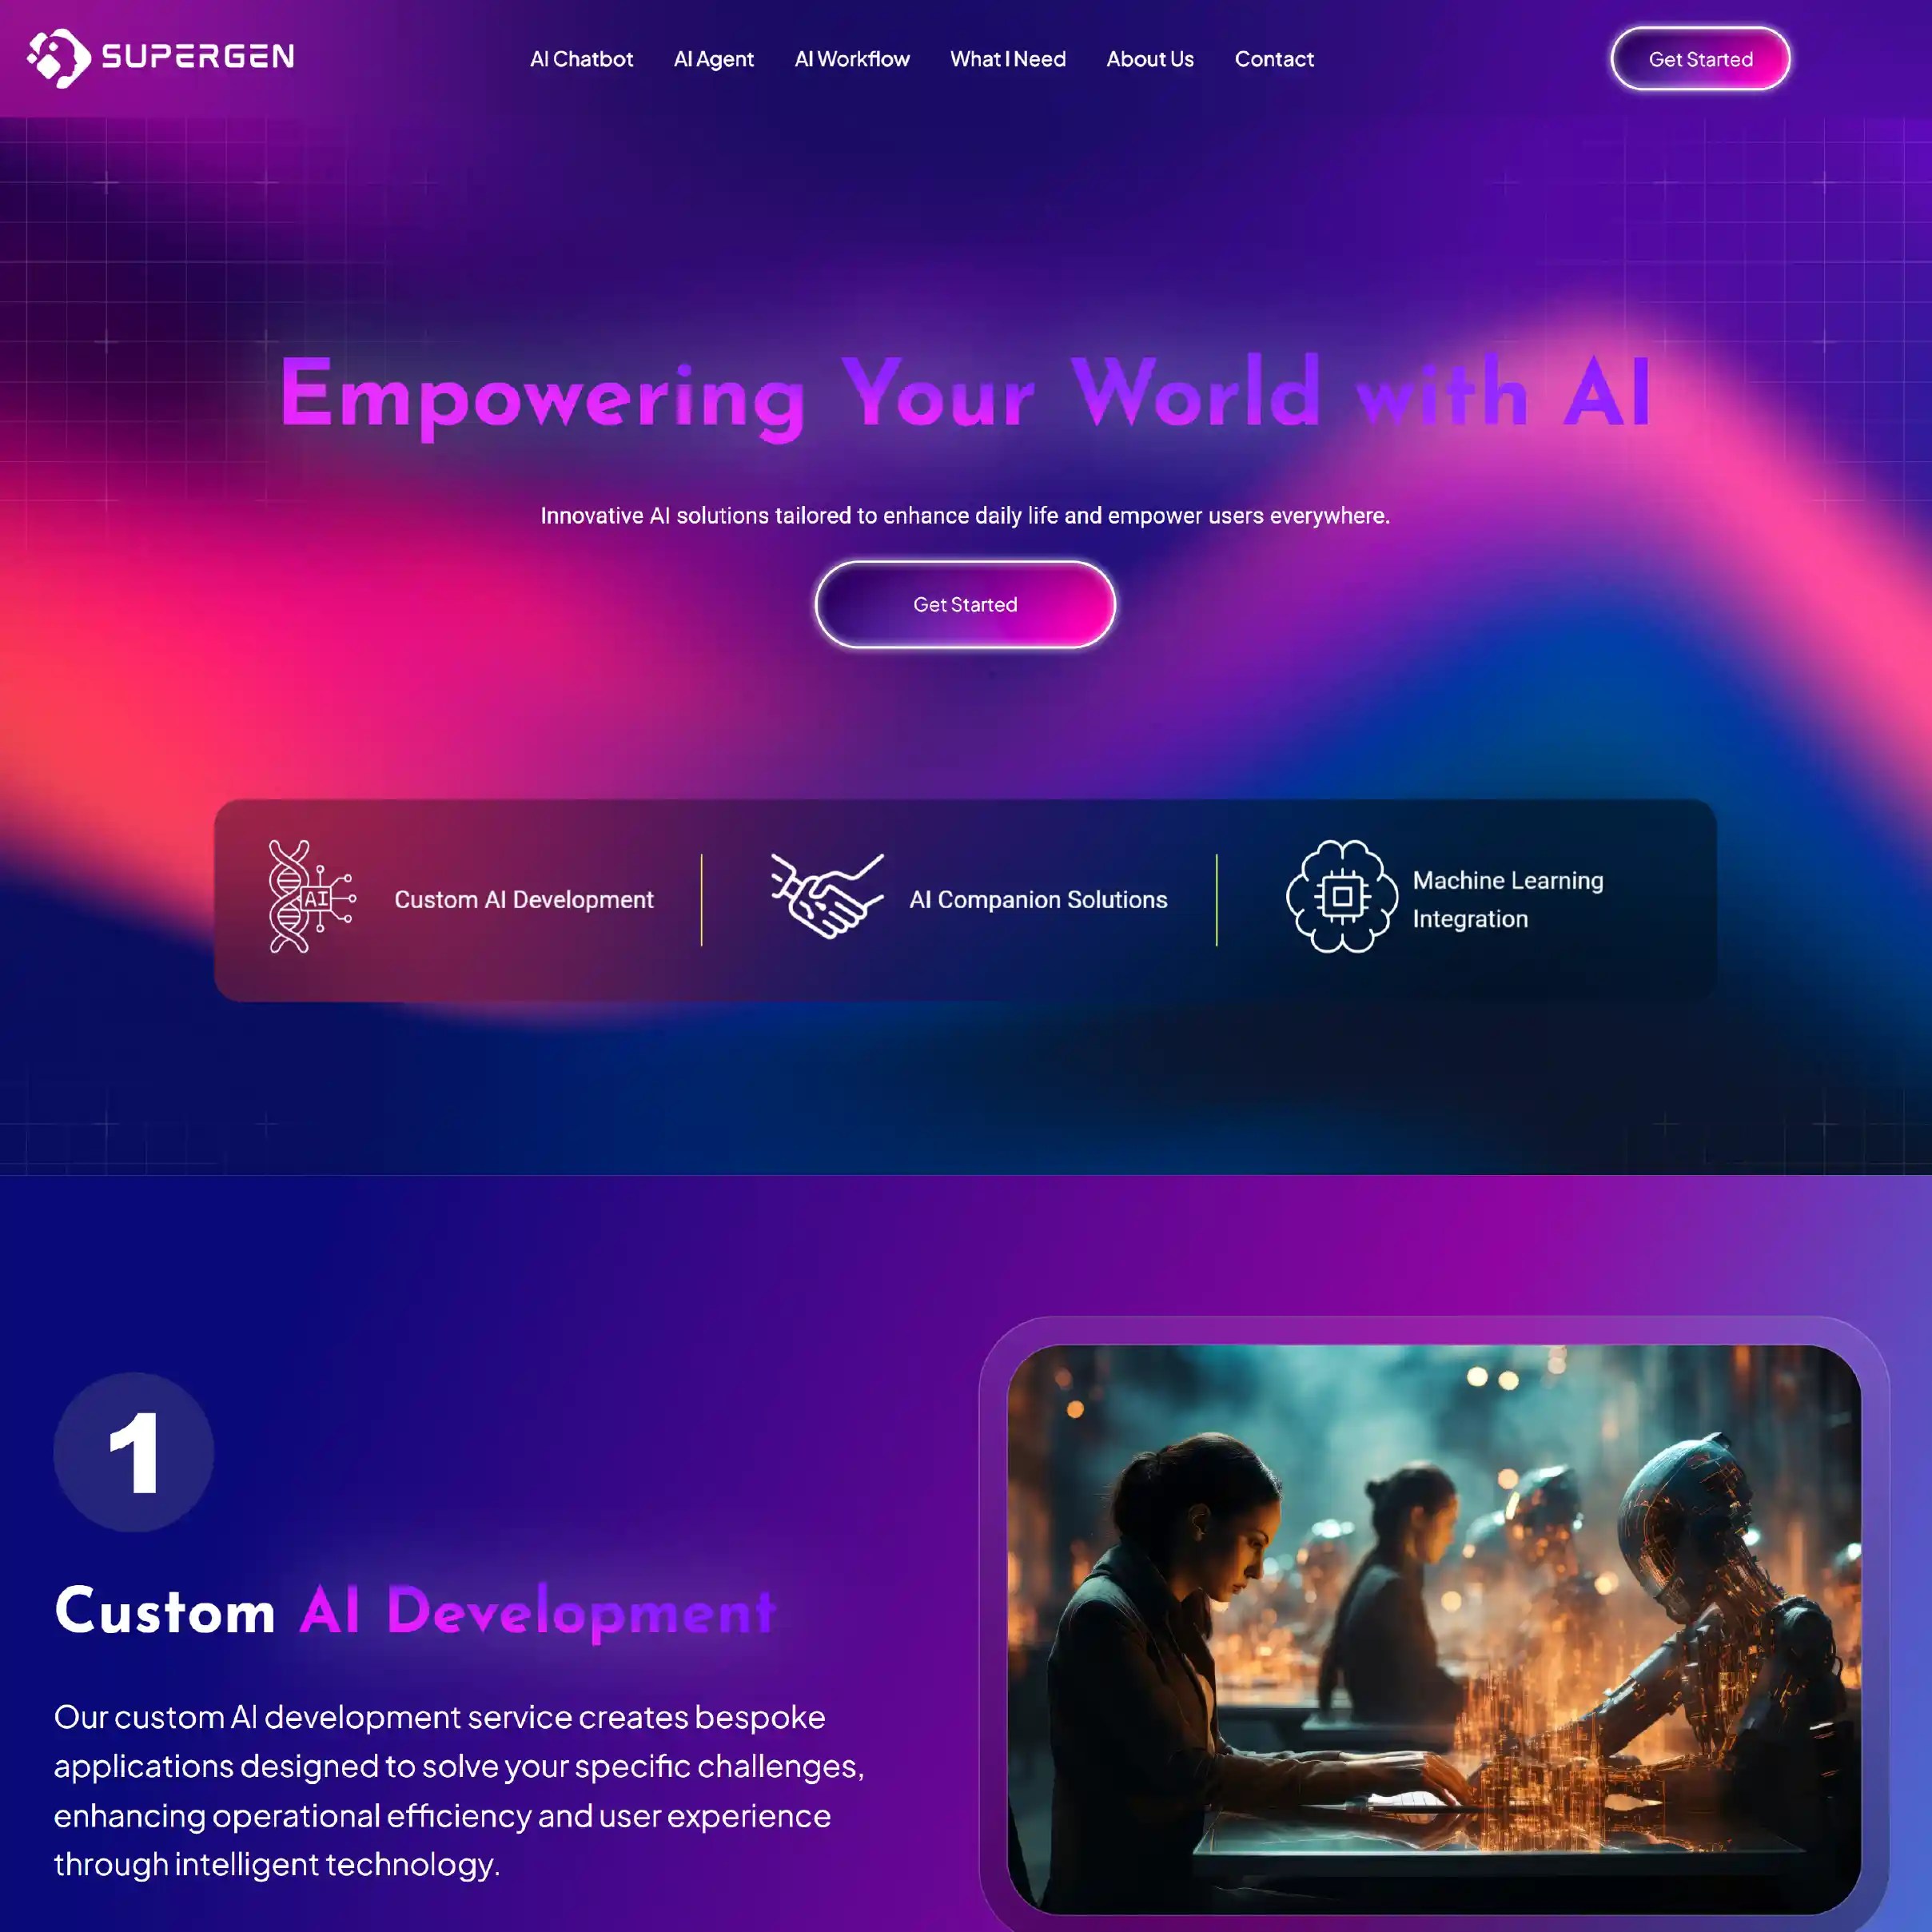 SUPERGEN
AI Chatbot
AI Agent
AI Workflow
What I Need
About Us
Contact
Get Started
Empowering Your World with AI
Innovative AI solutions tailored to enhance daily life and empower users everywhere.
Get Started
AI
Custom AI Development
AI Companion Solutions
Machine Learning
Integration
1
Custom AI Development
Our custom AI development service creates bespoke
applications designed to solve your specific challenges,
enhancing operational efficiency and user experience
through intelligent technology.